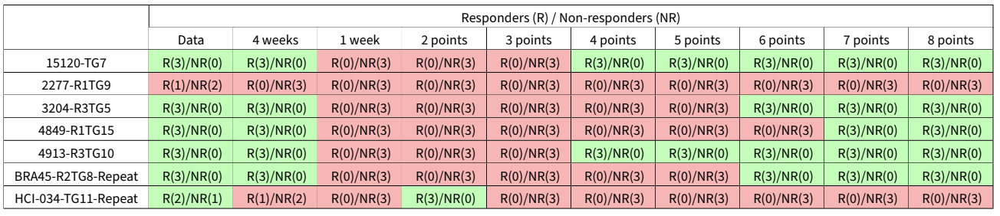 Responders (R) / Non-responders (NR)
Data 4 weeks 1 week 2 points 3 points 4 points 5 points 6 points 7 points 8 points
15120-TG7 R(3)/NR(0) R(3)/NR(0) R(0)/NR(3) R(0)/NR(3) R(0)/NR(3) R(3)/NR(0) R(3)/NR(0) R(3)/NR(0) R(3)/NR(0) R(3)/NR(0)
2277-R1TG9 R(1)/NR(2) R(0)/NR(3) R(0)/NR(3) R(0)/NR(3) R(0)/NR(3) R(0)/NR(3) R(0)/NR(3) R(0)/NR(3) R(0)/NR(3) R(0)/NR(3)
3204-R3TG5 R(3)/NR(0) R(3)/NR(0) R(0)/NR(3) R(0)/NR(3) R(0)/NR(3) R(0)/NR(3) R(0)/NR(3) R(3)/NR(0) R(3)/NR(0) R(3)/NR(0)
4849-R1TG15 R(3)/NR(0) R(3)/NR(0) R(0)/NR(3) R(0)/NR(3) R(0)/NR(3) R(0)/NR(3) R(0)/NR(3) R(0)/NR(3) R(3)/NR(0) R(3)/NR(0)
4913-R3TG10 R(3)/NR(0) R(3)/NR(0) R(0)/NR(3) R(0)/NR(3) R(0)/NR(3) R(3)/NR(0) R(3)/NR(0) R(3)/NR(0) R(3)/NR(0) R(3)/NR(0)
BRA45-R2TG8-Repeat R(3)/NR(0) R(3)/NR(0) R(0)/NR(3) R(0)/NR(3) R(0)/NR(3) R(0)/NR(3) R(0)/NR(3) R(3)/NR(0) R(3)/NR(0) R(3)/NR(0)
HCI-034-TG11-Repeat R(2)/NR(1) R(1)/NR(2) R(0)/NR(3) R(3)/NR(0) R(0)/NR(3) R(0)/NR(3) R(0)/NR(3) R(0)/NR(3) R(0)/NR(3) R(0)/NR(3)